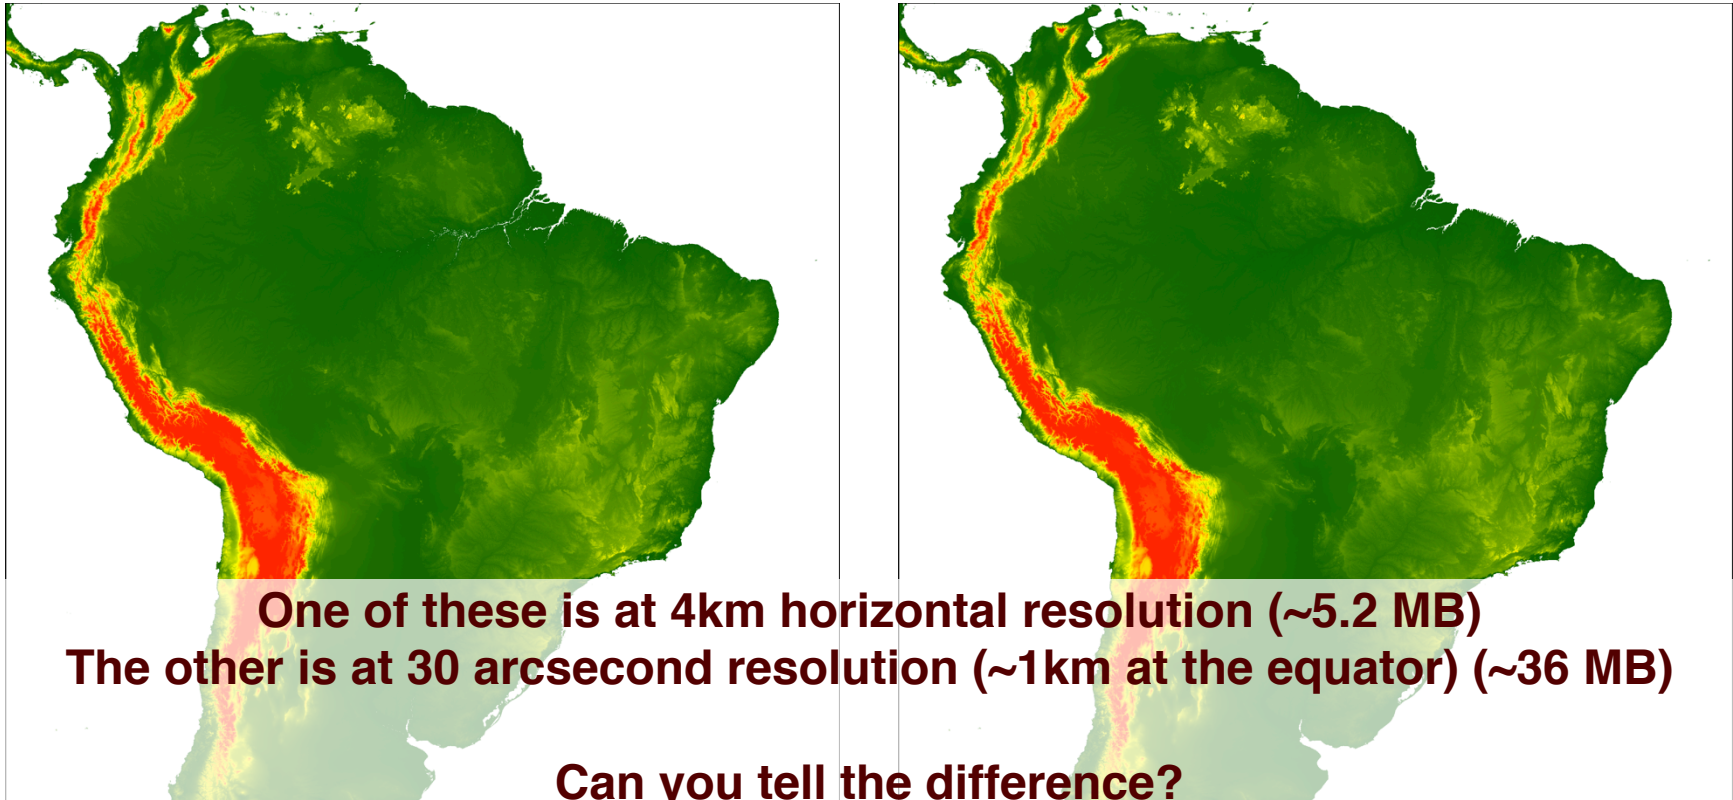 One of these is at 4km horizontal resolution (~5.2 MB)
The other is at 30 arcsecond resolution (~1km at the equator) (~36 MB)
Can you tell the difference?